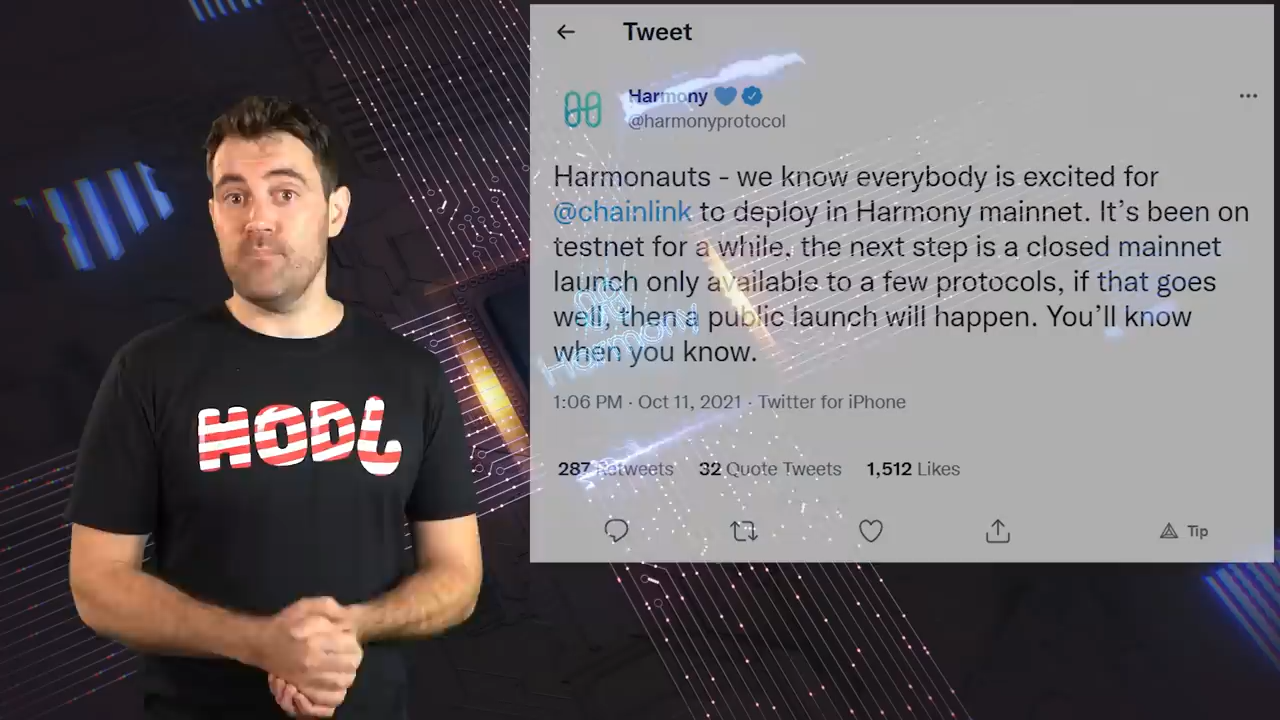 HODL
Tweet
Harmony
@harmonyprotocol
Harmonauts - we know everybody is excited for
@chainlink to deploy in Harmony mainnet. It's been on
testnet for a while, the next step is a closed mainnet
launch only available to a few protocols, if that goes
well, then a public launch will happen. You'll know
when you know.
Harmony
1:06 PM · Oct 11, 2021 · Twitter for iPhone
287 Retweets 32 Quote Tweets 1,512 Likes
Tip